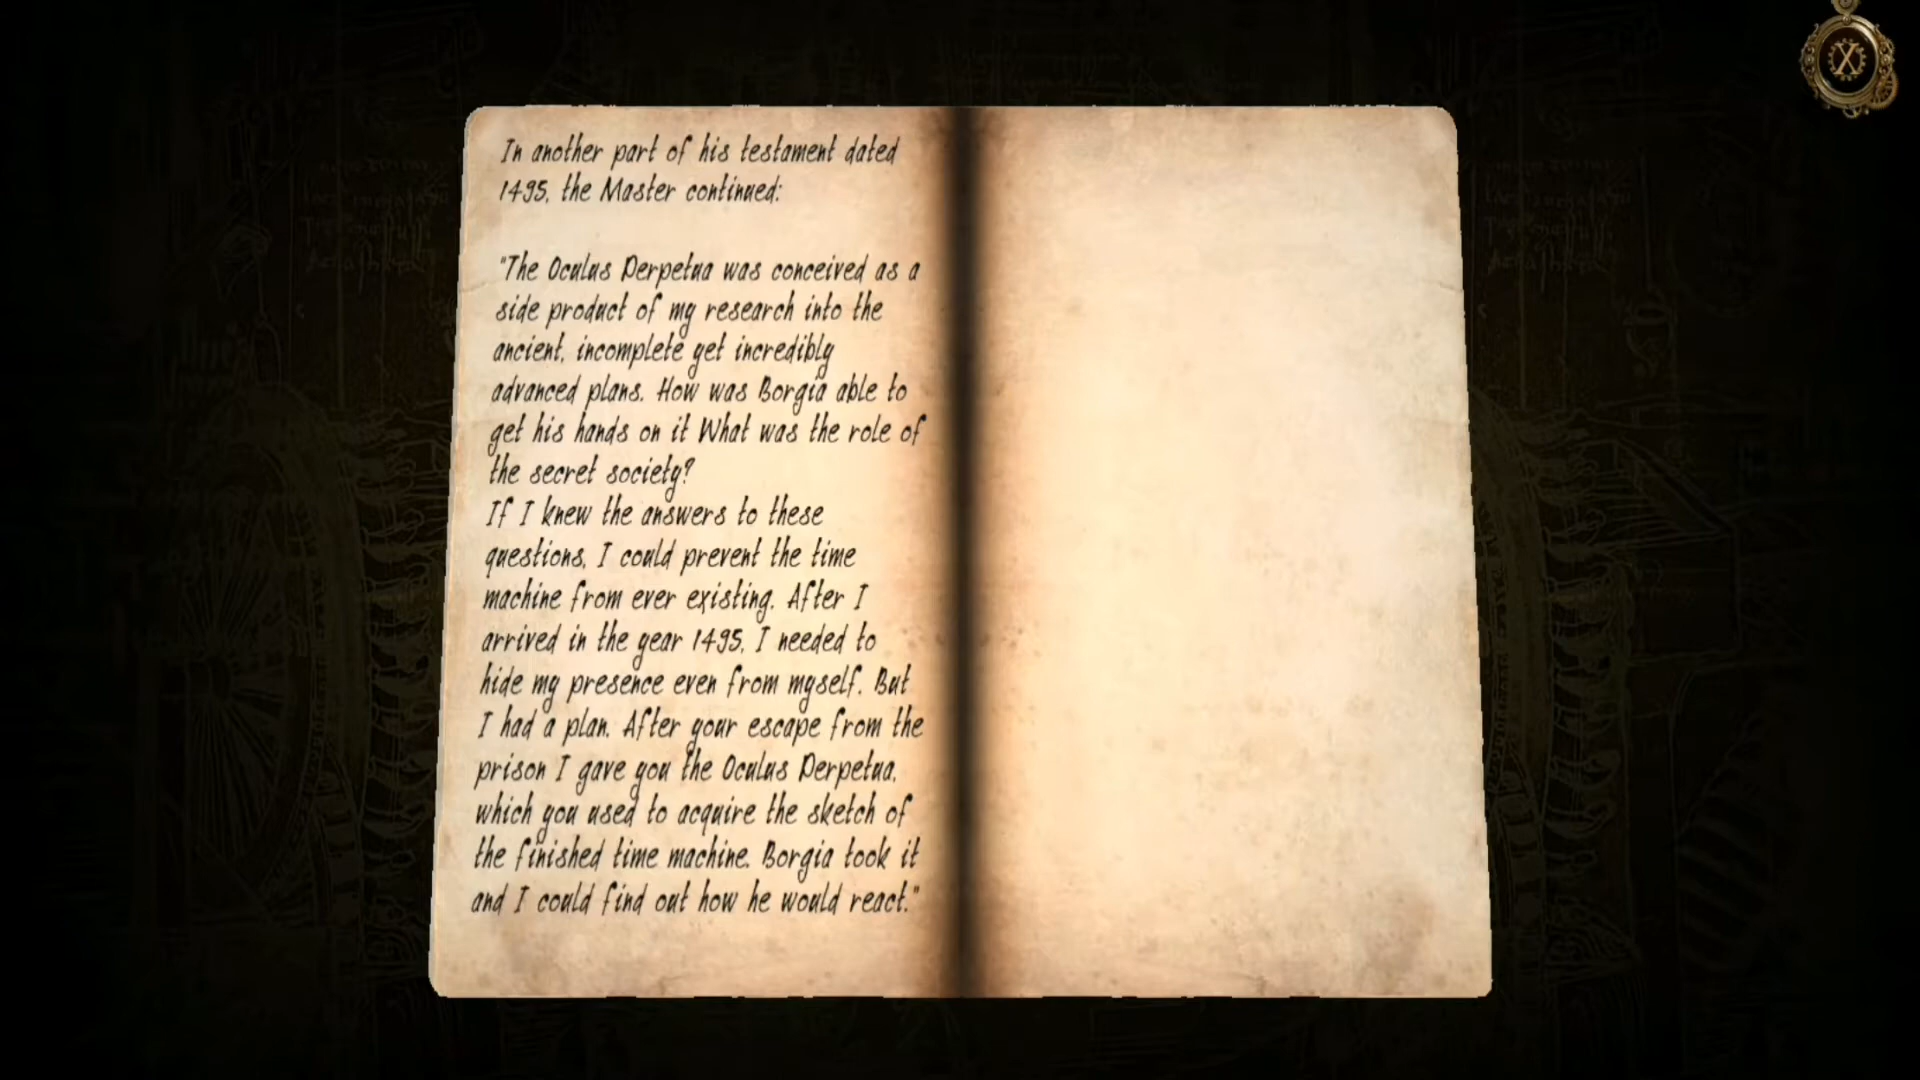 In another part of his testament dated
1495, the Master continued:
"The Oculus Perpetua was conceived as a
side product of my research into the
ancient, incomplete yet incredibly
advanced plans. How was Borgia able to
get his hands on it What was the role of
the secret society?
If I knew the answers to these
questions, I could prevent the time
machine from ever existing. After I
arrived in the year 1495, I needed to
hide my presence even from myself. But
I had a plan. After your escape from the
prison I gave you the Oculus Perpetua,
which you used to acquire the sketch of
the finished time machine. Borgia took it
and I could find out how he would react."
X